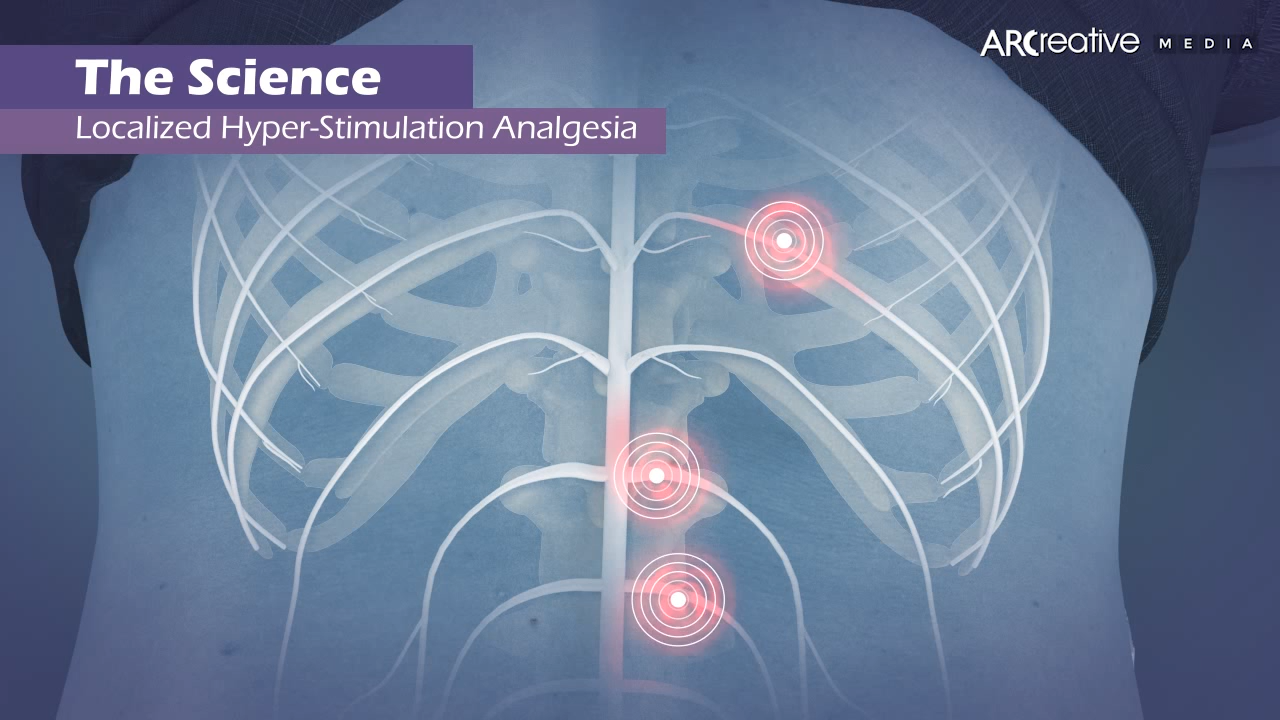 The Science
Localized Hyper-Stimulation Analgesia
ARCreative MEDIA